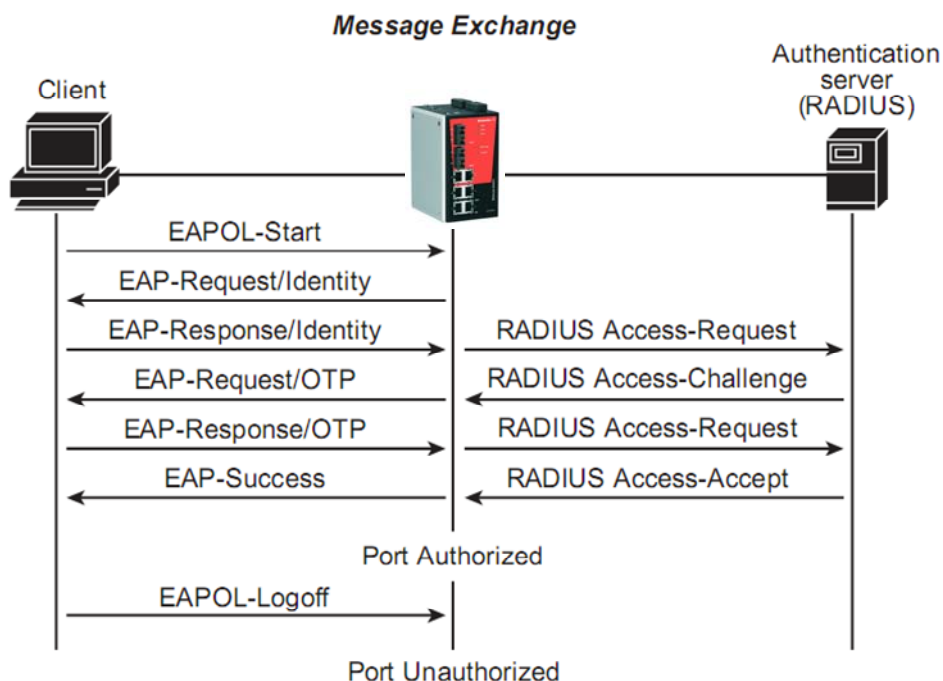 Message Exchange
Authentication
server
(RADIUS)
Client
EAPOL-Start
EAP-Request/Identity
EAP-Response/Identity
RADIUS Access-Request
EAP-Request/OTP
RADIUS Access-Challenge
EAP-Response/OTP
RADIUS Access-Request
EAP-Success
RADIUS Access-Accept
Port Authorized
EAPOL-Logoff
Port Unauthorized